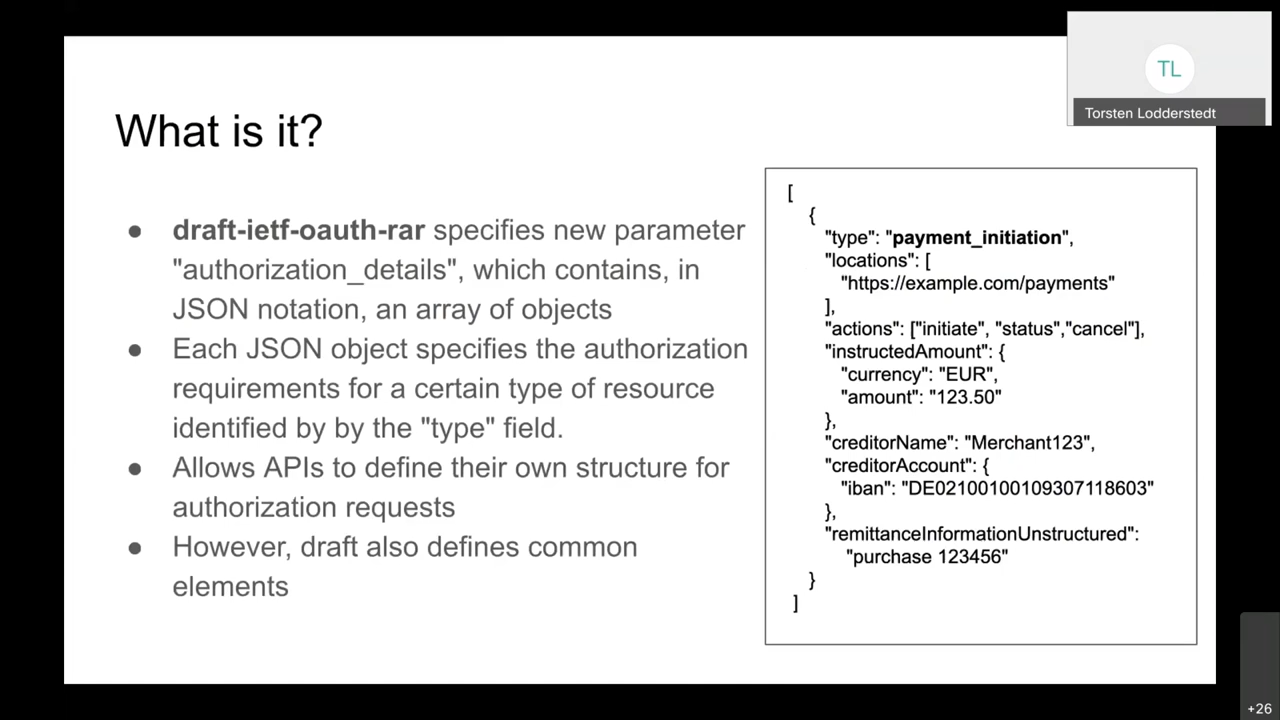 TL
Torsten Lodderstedt
What is it?
● draft-ietf-oauth-rar specifies new parameter
"authorization_details", which contains, in
JSON notation, an array of objects
● Each JSON object specifies the authorization
requirements for a certain type of resource
identified by by the "type" field.
● Allows APIs to define their own structure for
authorization requests
● However, draft also defines common
elements
[
{
"type": "payment_initiation",
"locations": [
"https://example.com/payments"
],
"actions": ["initiate", "status","cancel"],
"instructedAmount": {
"currency": "EUR",
"amount": "123.50"
},
"creditorName": "Merchant123",
"creditorAccount": {
"iban": "DE02100100109307118603"
},
"remittanceInformationUnstructured":
"purchase 123456"
}
]
+26